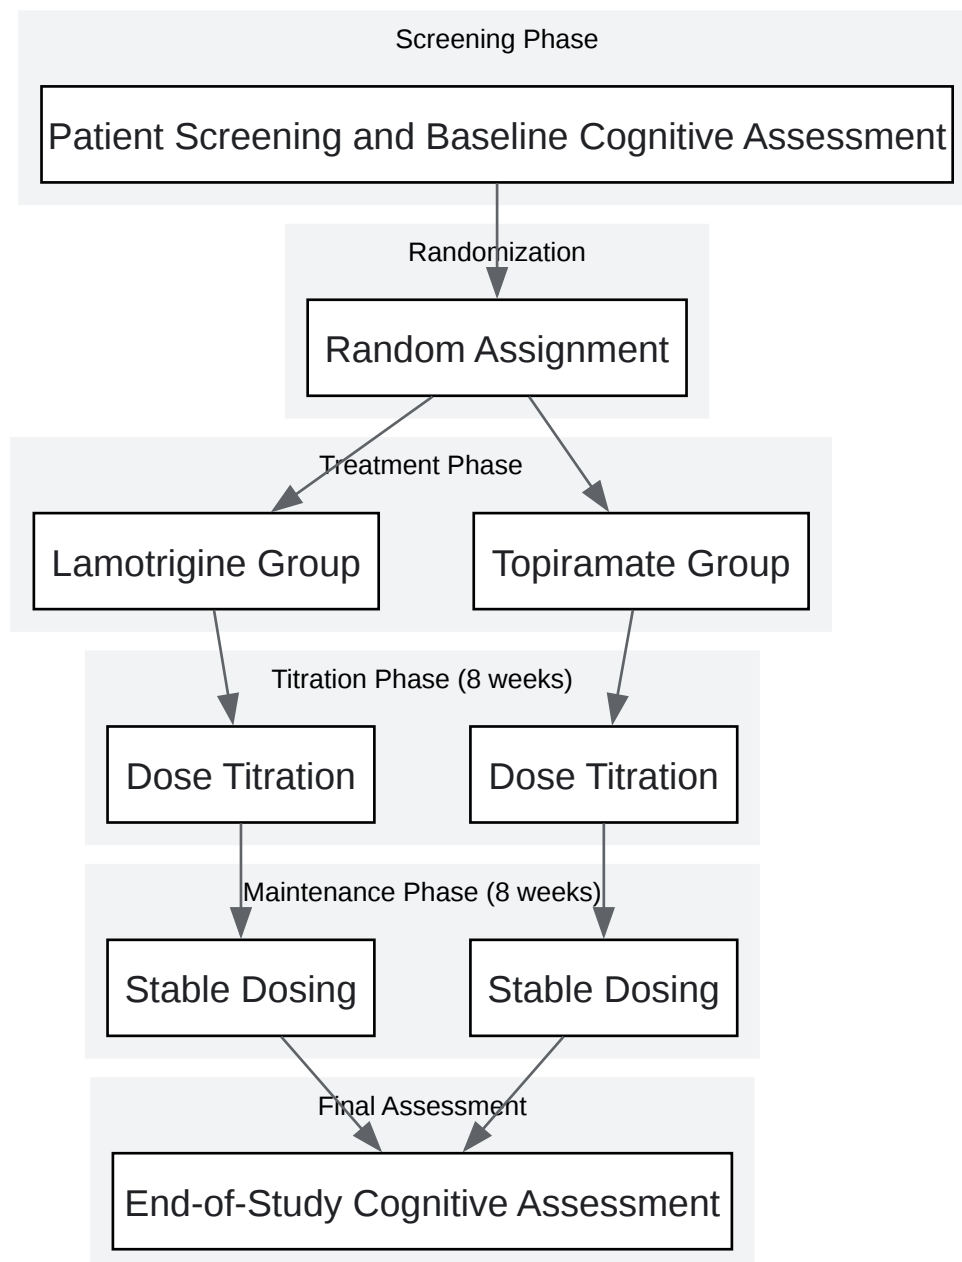 Screening Phase
Patient Screening and Baseline Cognitive Assessment
Randomization
Random Assignment
Treatment Phase
Lamotrigine Group
Topiramate Group
Titration Phase (8 weeks)
Dose Titration
Dose Titration
Maintenance Phase (8 weeks)
Stable Dosing
Stable Dosing
Final Assessment
End-of-Study Cognitive Assessment